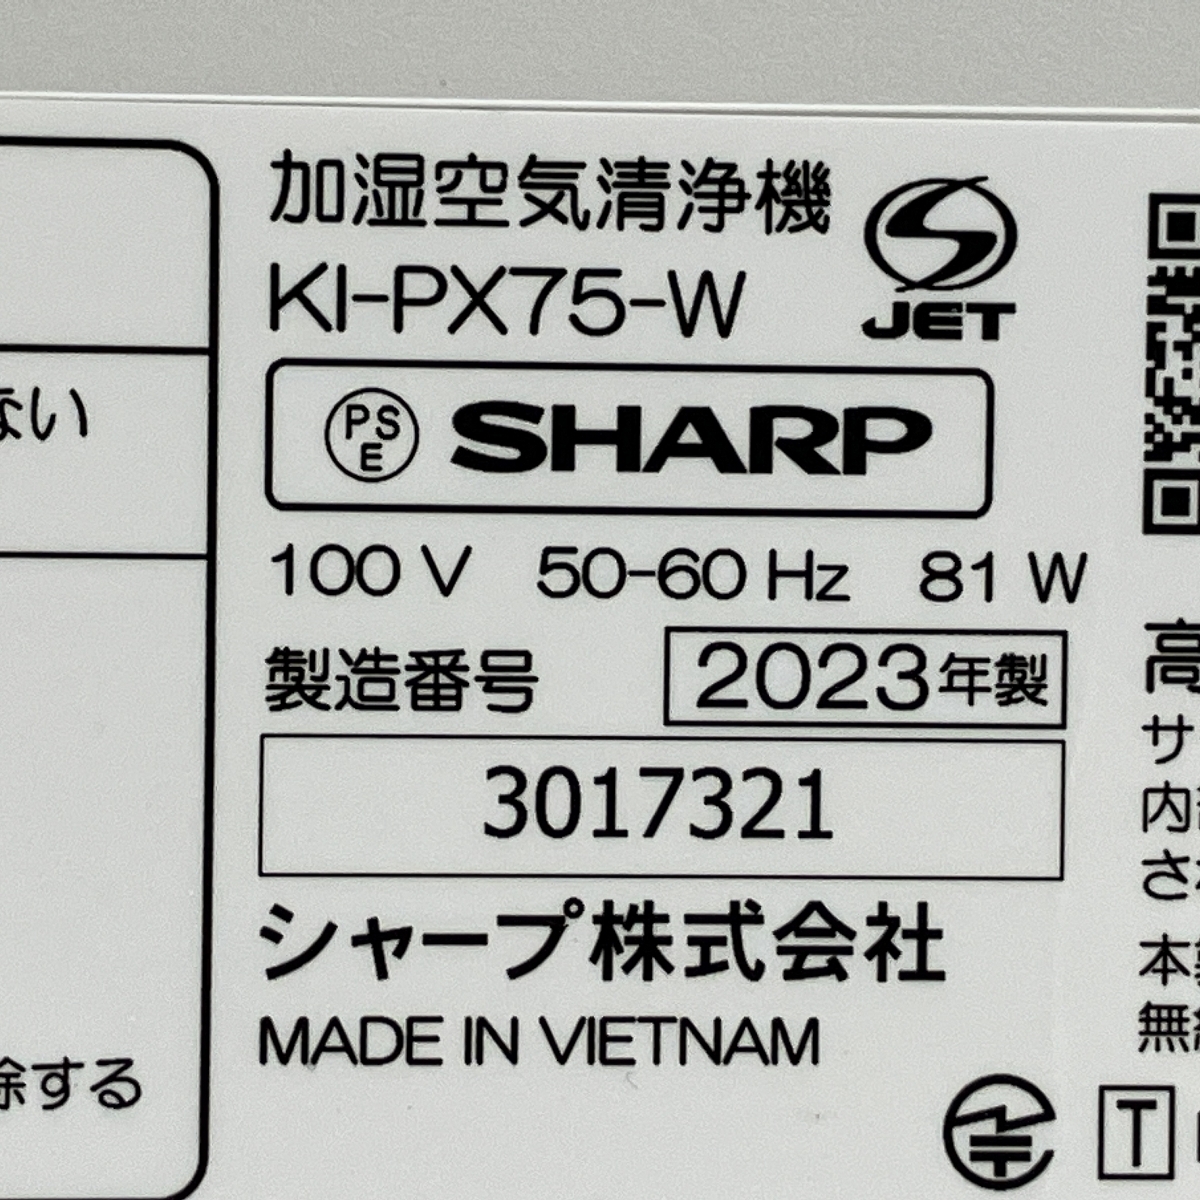 加湿空気清浄機
KI-PX75-W
JET
PS
E
SHARP
100 V 50-60 Hz 81 W
製造番号 2023年製
3017321
シャープ株式会社
MADE IN VIETNAM
T
ない
除する
高
サ
内
され
本
無